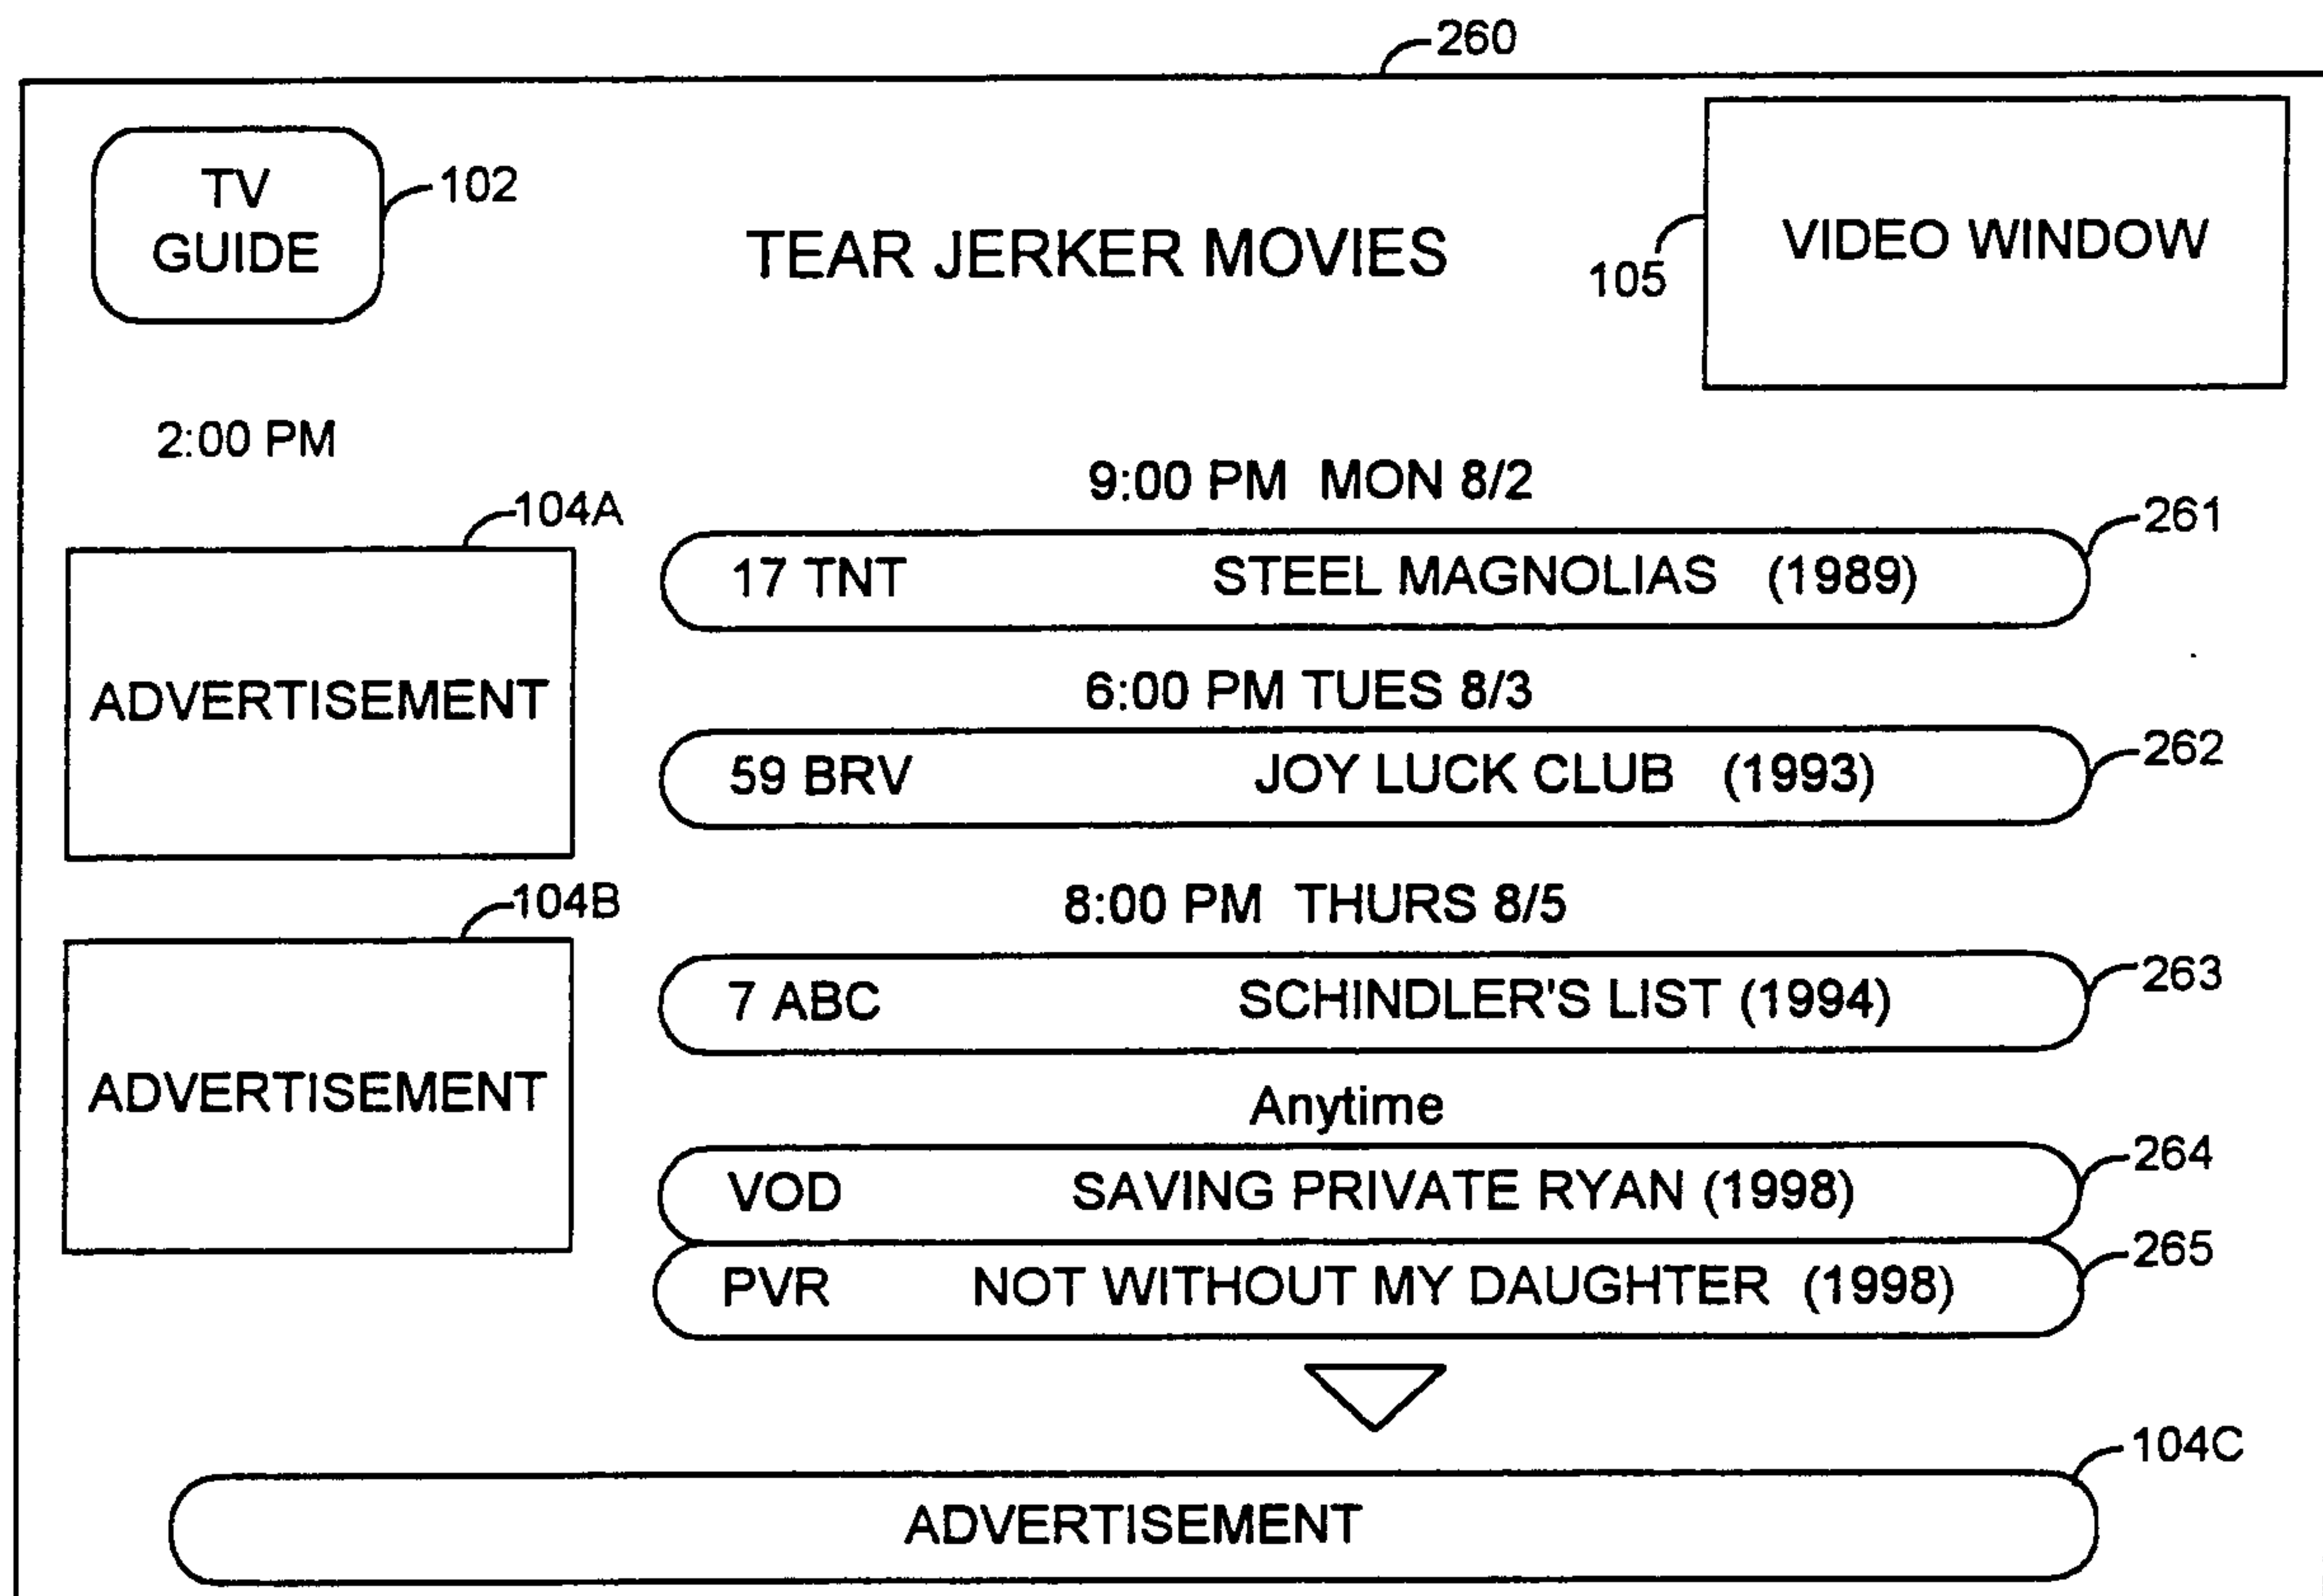 260
TV
GUIDE
102
TEAR JERKER MOVIES
105
VIDEO WINDOW
2:00 PM
104A
ADVERTISEMENT
104B
ADVERTISEMENT
9:00 PM  MON 8/2
17 TNT STEEL MAGNOLIAS (1989)
261
6:00 PM TUES 8/3
59 BRV JOY LUCK CLUB (1993)
262
8:00 PM THURS 8/5
7 ABC SCHINDLER'S LIST (1994)
263
Anytime
VOD SAVING PRIVATE RYAN (1998)
264
PVR NOT WITHOUT MY DAUGHTER (1998)
265
104C
ADVERTISEMENT